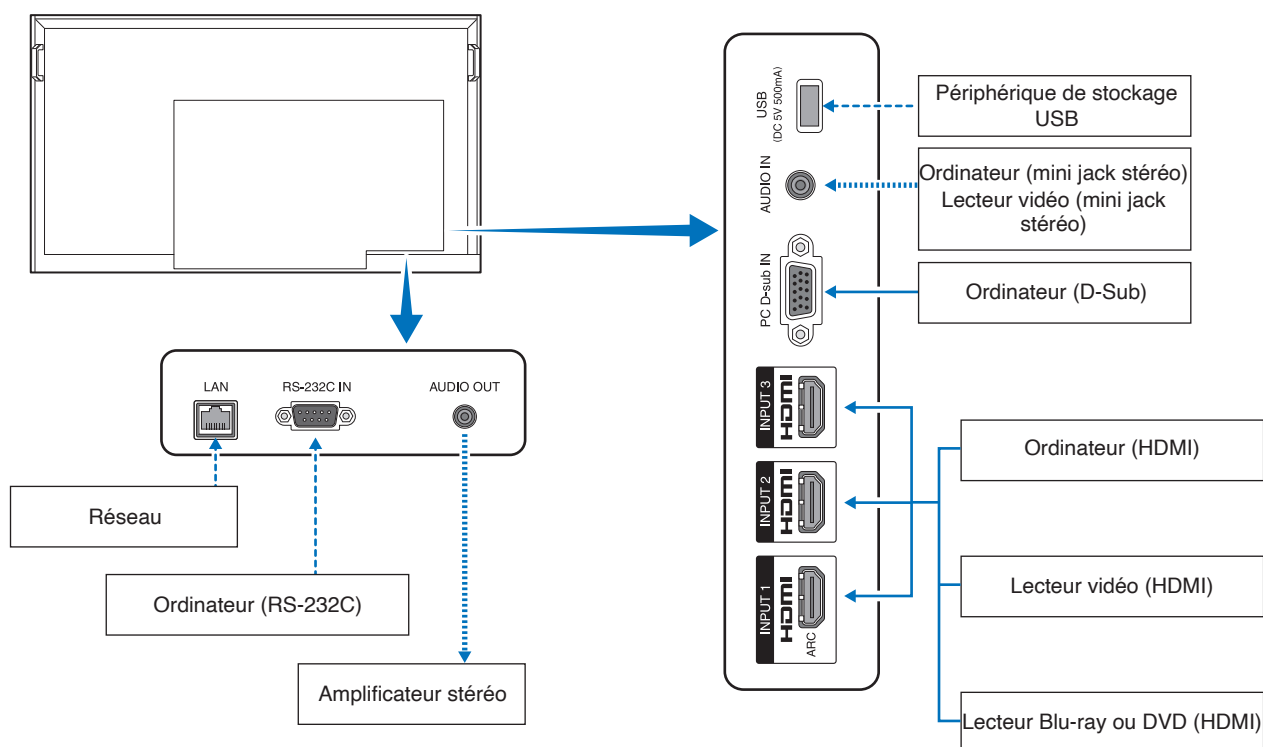 USB
(DC 5V 500mA)
Périphérique de stockage
USB
AUDIO IN
Ordinateur (mini jack stéréo)
Lecteur vidéo (mini jack
stéréo)
PC D-sub IN
Ordinateur (D-Sub)
LAN
RS-232C IN
AUDIO OUT
Réseau
Ordinateur (RS-232C)
Amplificateur stéréo
INPUT 3
HDMI
INPUT 2
HDMI
INPUT 1
HDMI
ARC
Ordinateur (HDMI)
Lecteur vidéo (HDMI)
Lecteur Blu-ray ou DVD (HDMI)